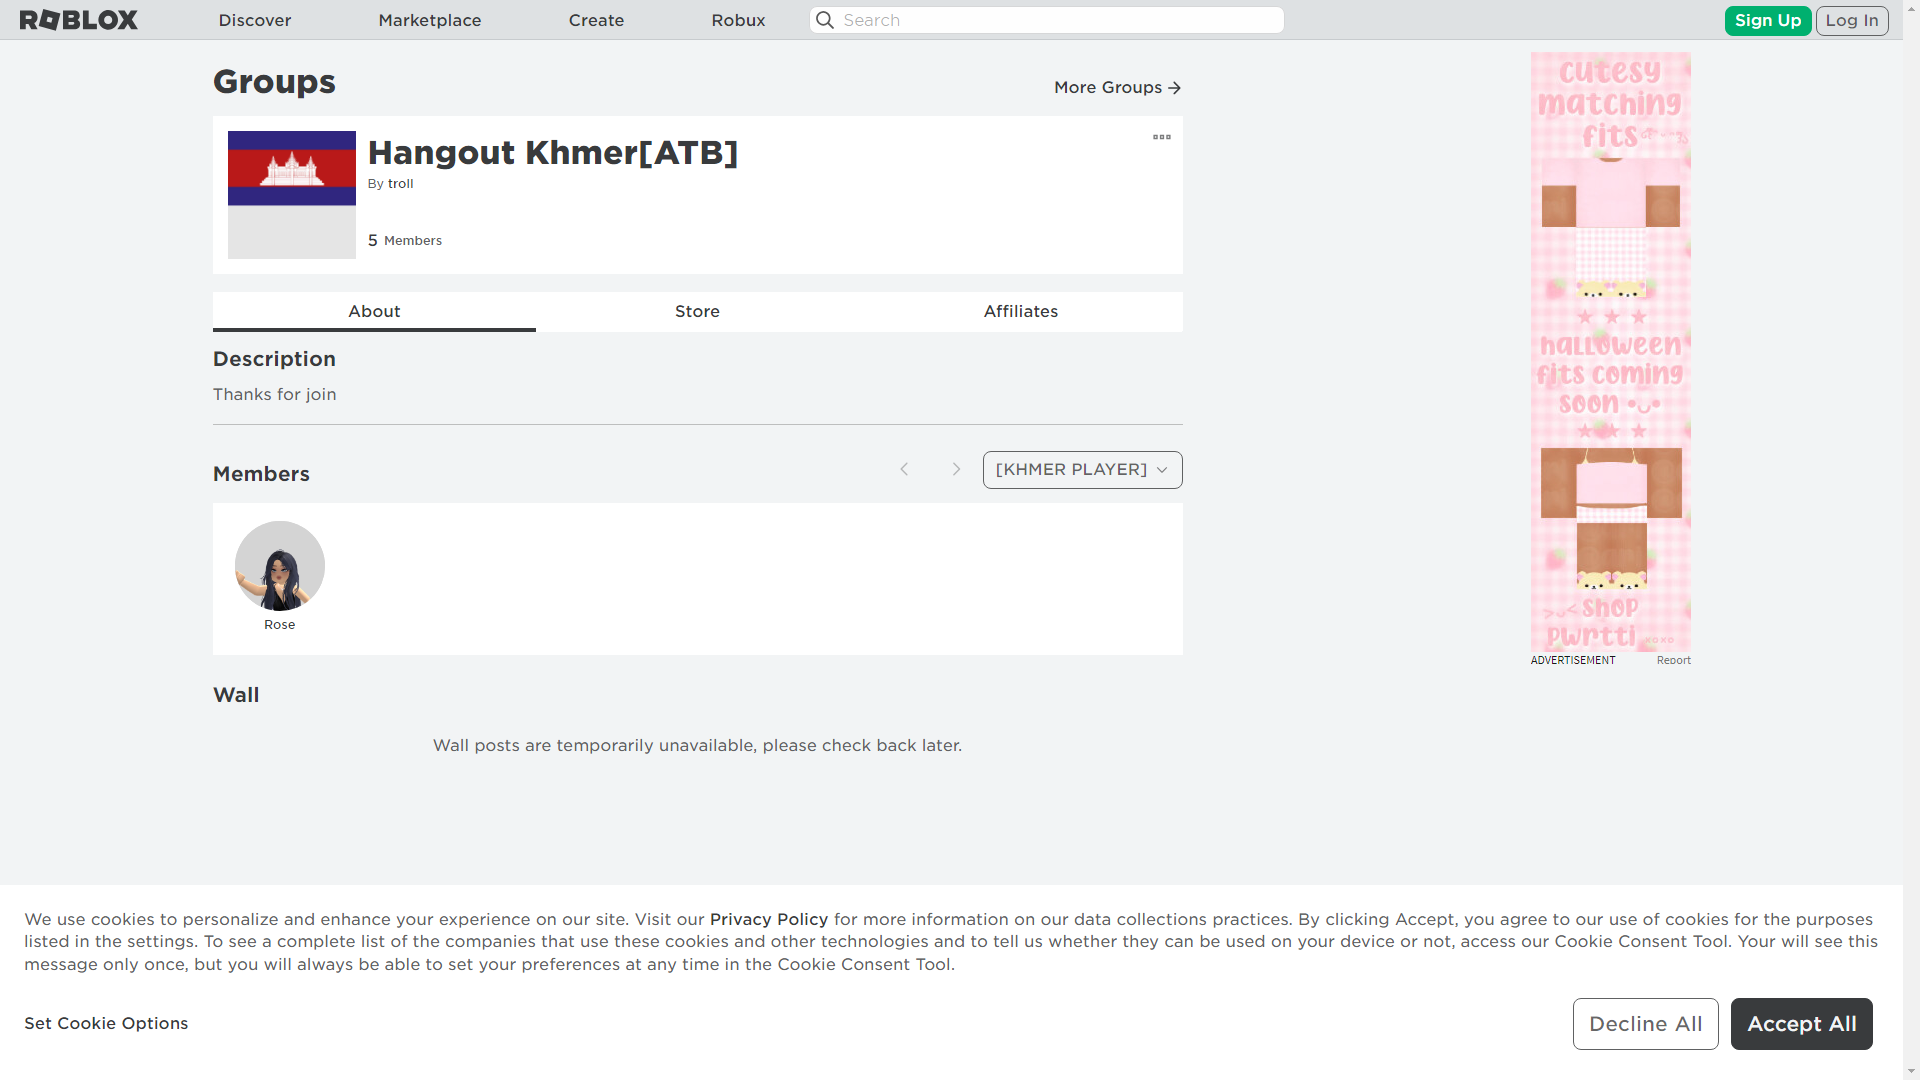 ROBLOX
Discover
Marketplace
Create
Robux
Search
Sign Up
Log In
Groups
More Groups
Hangout Khmer[ATB]
By troll
5 Members
About
Store
Affiliates
Description
Thanks for join
Members
[KHMER PLAYER]
Rose
Wall
Wall posts are temporarily unavailable, please check back later.
cutesy
matching
fits
halloween
fits coming
soon
shop
pwrtti xoxo
ADVERTISEMENT
Report
We use cookies to personalize and enhance your experience on our site. Visit our Privacy Policy for more information on our data collections practices. By clicking Accept, you agree to our use of cookies for the purposes
listed in the settings. To see a complete list of the companies that use these cookies and other technologies and to tell us whether they can be used on your device or not, access our Cookie Consent Tool. Your will see this
message only once, but you will always be able to set your preferences at any time in the Cookie Consent Tool.
Set Cookie Options
Decline All
Accept All